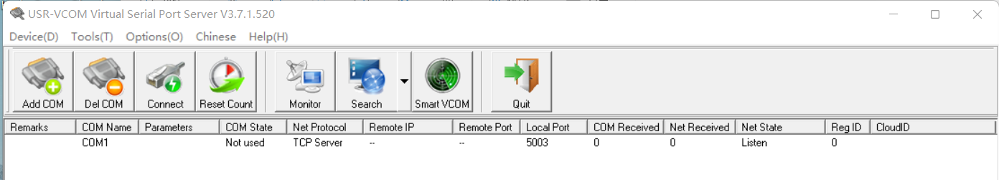 USR-VCOM Virtual Serial Port Server V3.7.1.520
Device(D) Tools(T) Options(O) Chinese Help(H)
Add COM Del COM Connect Reset Count Monitor Search Smart VCOM Quit
Remarks COM Name Parameters COM State Net Protocol Remote IP Remote Port Local Port COM Received Net Received Net State Reg ID CloudID
COM1 Not used TCP Server -- -- 5003 0 0 Listen 0